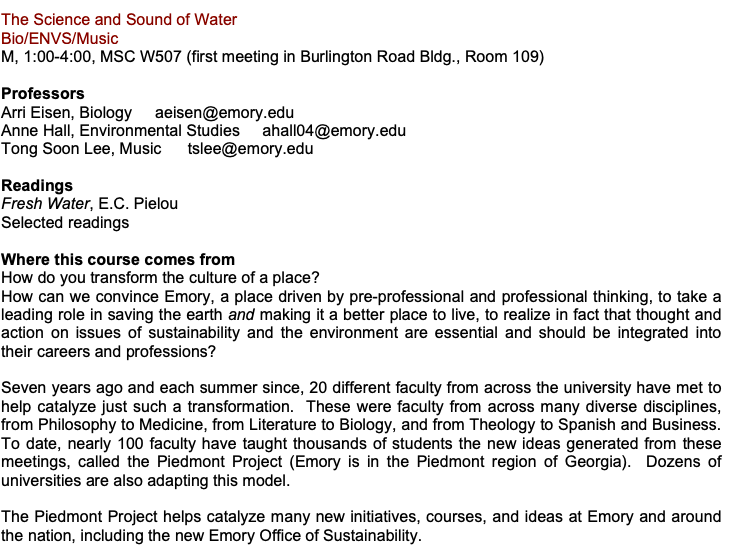 The Science and Sound of Water
Bio/ENVS/Music
M, 1:00-4:00, MSC W507 (first meeting in Burlington Road Bldg., Room 109)
Professors
Arri Eisen, Biology aeisen@emory.edu
Anne Hall, Environmental Studies ahall04@emory.edu
Tong Soon Lee, Music tslee@emory.edu
Readings
Fresh Water, E.C. Pielou
Selected readings
Where this course comes from
How do you transform the culture of a place?
How can we convince Emory, a place driven by pre-professional and professional thinking, to take a
leading role in saving the earth and making it a better place to live, to realize in fact that thought and
action on issues of sustainability and the environment are essential and should be integrated into
their careers and professions?
Seven years ago and each summer since, 20 different faculty from across the university have met to
help catalyze just such a transformation.  These were faculty from across many diverse disciplines,
from Philosophy to Medicine, from Literature to Biology, and from Theology to Spanish and Business.
To date, nearly 100 faculty have taught thousands of students the new ideas generated from these
meetings, called the Piedmont Project (Emory is in the Piedmont region of Georgia).  Dozens of
universities are also adapting this model.
The Piedmont Project helps catalyze many new initiatives, courses, and ideas at Emory and around
the nation, including the new Emory Office of Sustainability.